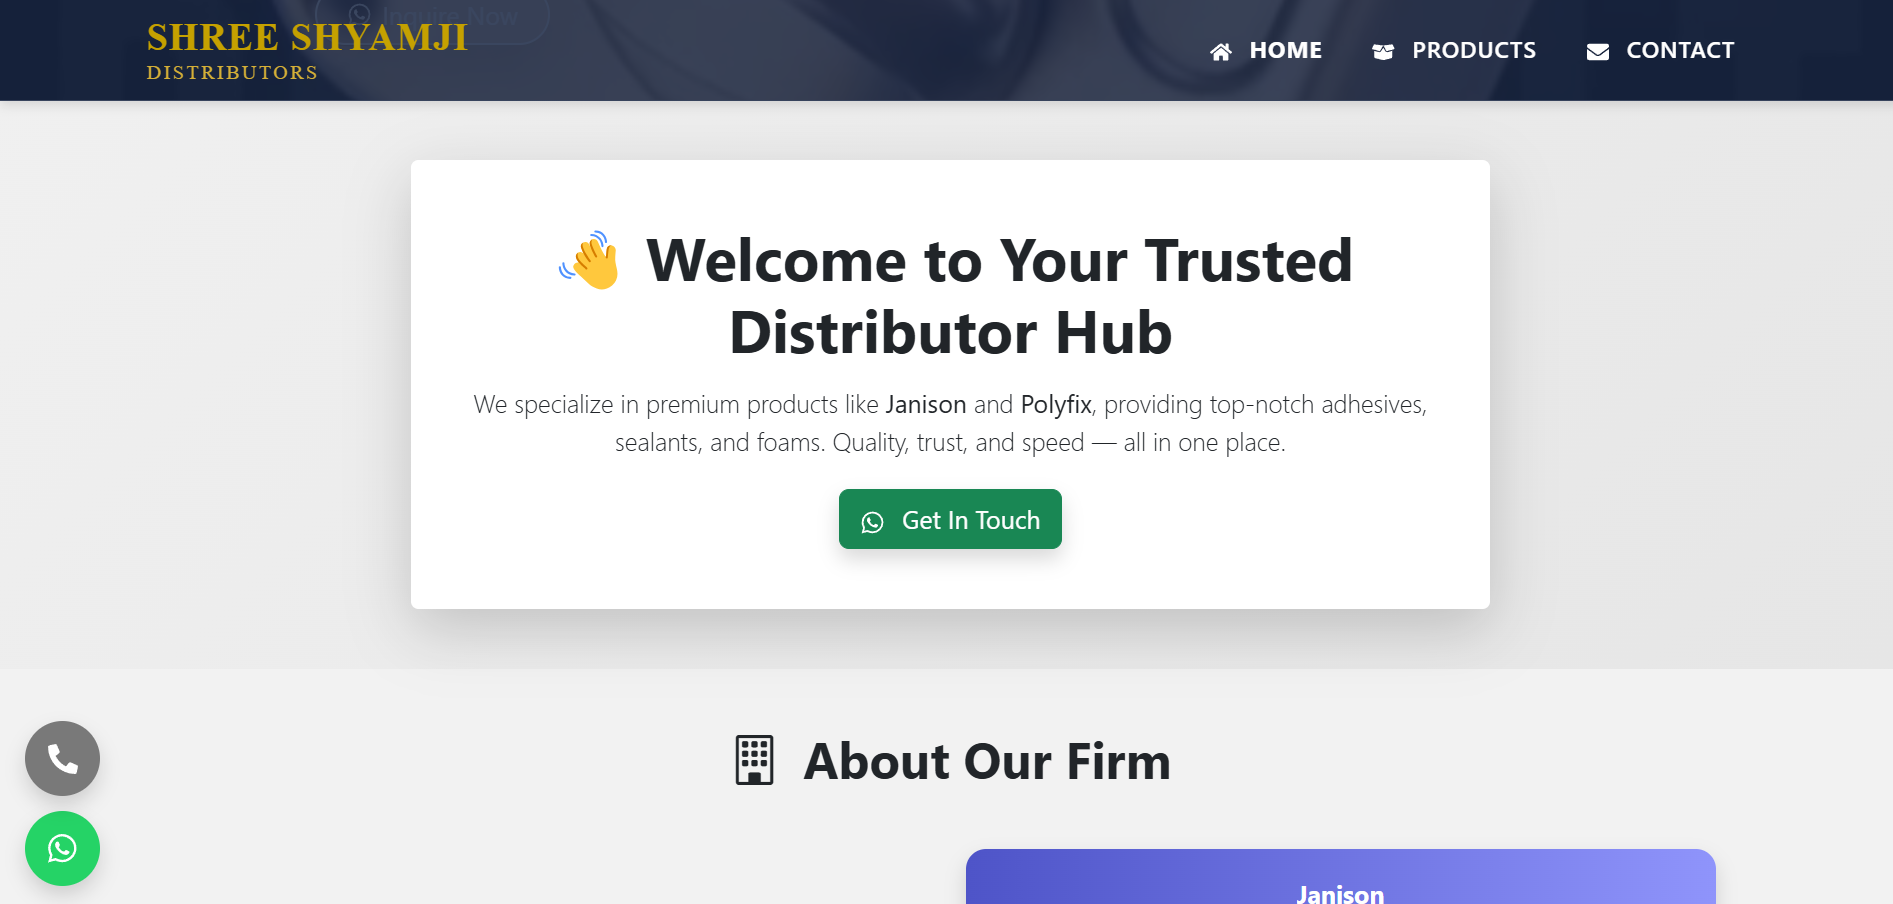 Inquire Now
SHREE SHYAMJI
DISTRIBUTORS
HOME
PRODUCTS
CONTACT
👋 Welcome to Your Trusted
Distributor Hub
We specialize in premium products like Janison and Polyfix, providing top-notch adhesives,
sealants, and foams. Quality, trust, and speed — all in one place.
Get In Touch
About Our Firm
Janison